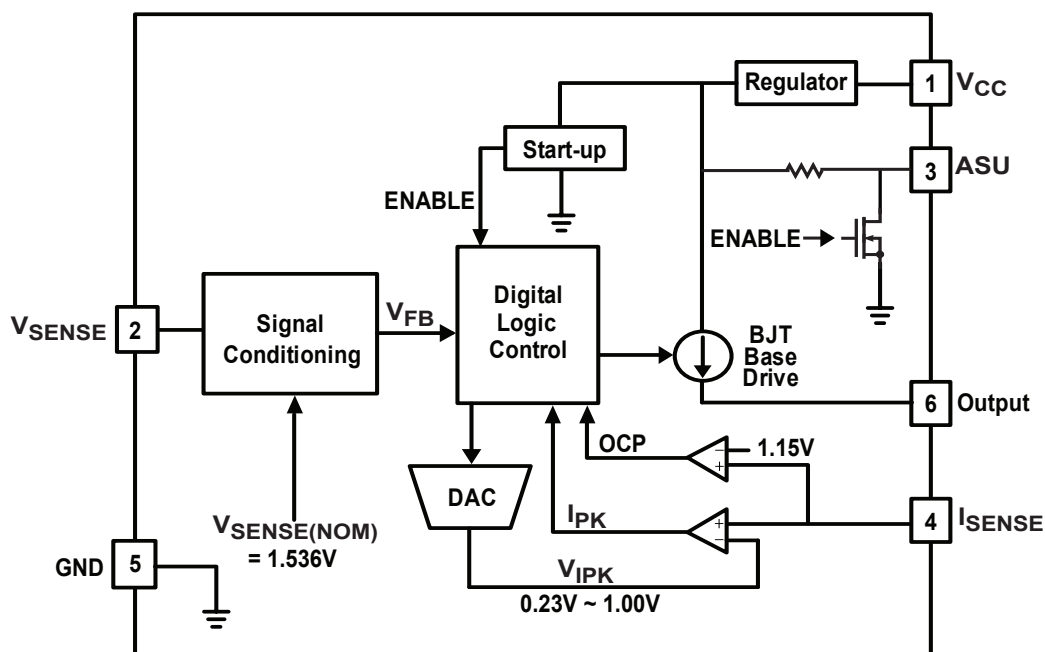 Regulator
1
VCC
Start-up
3
ASU
ENABLE
ENABLE
VSENSE
2
Signal
Conditioning
VFB
Digital
Logic
Control
BJT
Base
Drive
6
Output
OCP
−
1.15V
+
DAC
IPK
+
−
4
ISENSE
VSENSE(NOM)
= 1.536V
GND
5
VIPK
0.23V ~ 1.00V